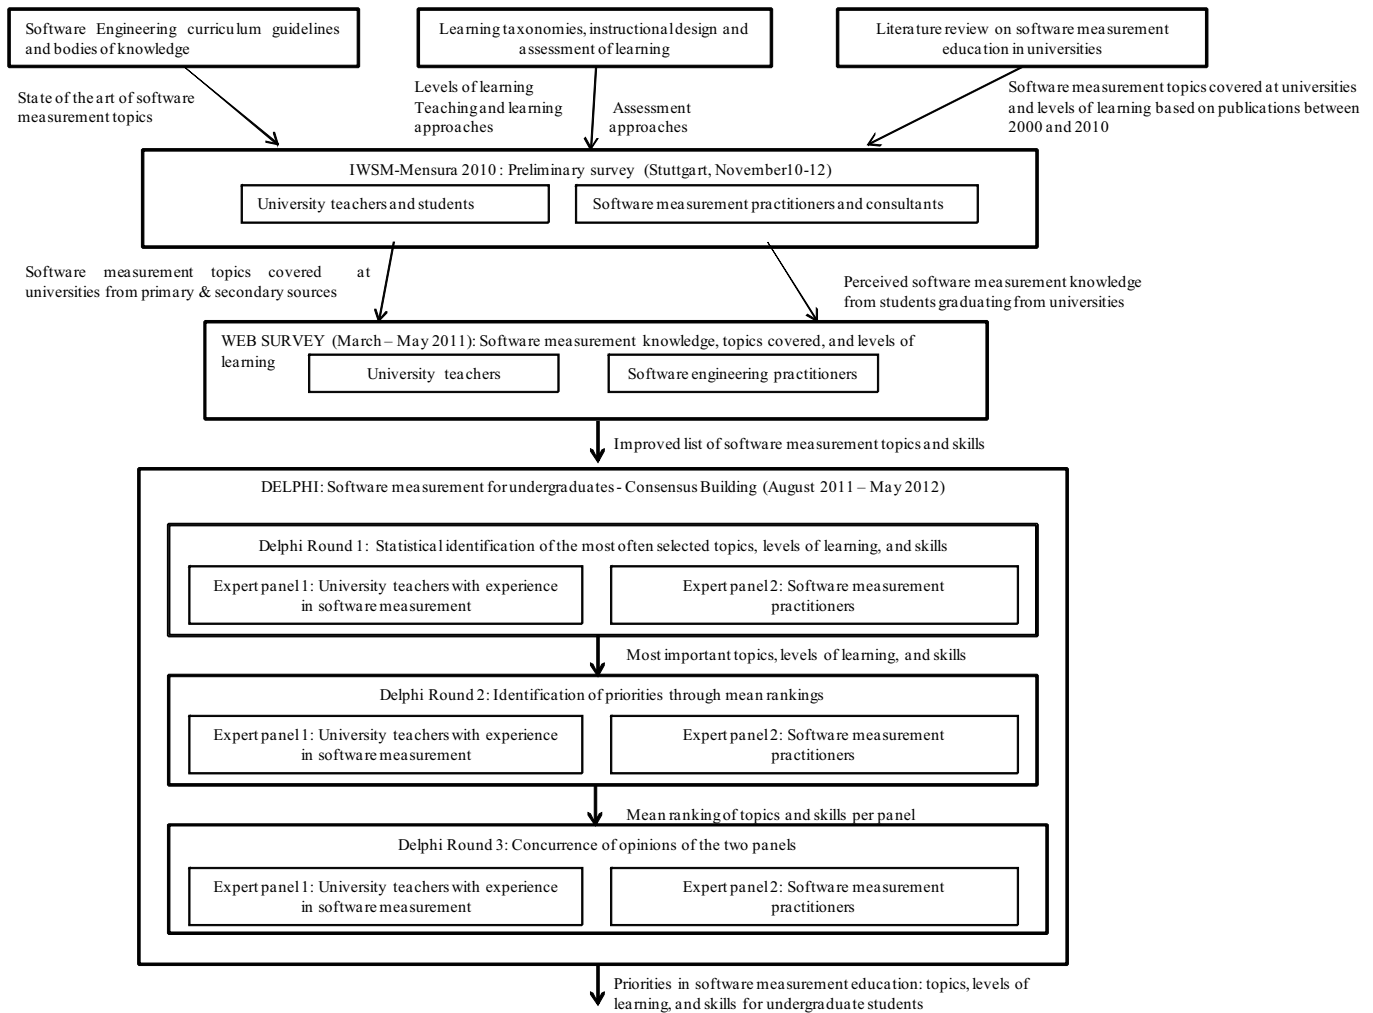 Software Engineering curriculum guidelines
and bodies of knowledge
Learning taxonomies, instructional design and
assessment of learning
Literature review on software measurement
education in universities
State of the art of software
measurement topics
Levels of learning
Teaching and learning
approaches
Assessment
approaches
Software measurement topics covered at universities
and levels of learning based on publications between
2000 and 2010
IWSM-Mensura 2010: Preliminary survey (Stuttgart, November10-12)
University teachers and students
Software measurement practitioners and consultants
Software measurement topics covered at
universities from primary & secondary sources
Perceived software measurement knowledge
from students graduating from universities
WEB SURVEY (March – May 2011): Software measurement knowledge, topics covered, and levels of
learning
University teachers
Software engineering practitioners
Improved list of software measurement topics and skills
DELPHI: Software measurement for undergraduates - Consensus Building (August 2011 – May 2012)
Delphi Round 1: Statistical identification of the most often selected topics, levels of learning, and skills
Expert panel 1: University teachers with experience
in software measurement
Expert panel 2: Software measurement
practitioners
Most important topics, levels of learning, and skills
Delphi Round 2: Identification of priorities through mean rankings
Expert panel 1: University teachers with experience
in software measurement
Expert panel 2: Software measurement
practitioners
Mean ranking of topics and skills per panel
Delphi Round 3: Concurrence of opinions of the two panels
Expert panel 1: University teachers with experience
in software measurement
Expert panel 2: Software measurement
practitioners
Priorities in software measurement education: topics, levels of
learning, and skills for undergraduate students